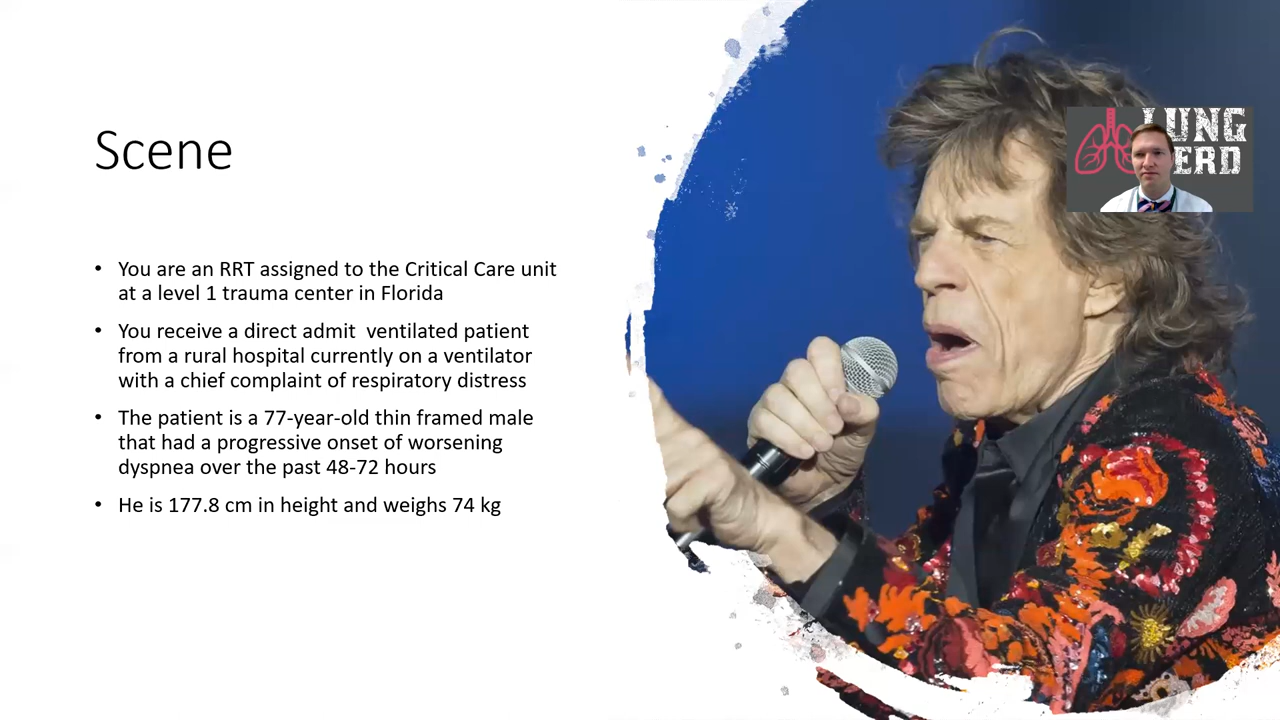 Scene
• You are an RRT assigned to the Critical Care unit
at a level 1 trauma center in Florida
• You receive a direct admit  ventilated patient
from a rural hospital currently on a ventilator
with a chief complaint of respiratory distress
• The patient is a 77-year-old thin framed male
that had a progressive onset of worsening
dyspnea over the past 48-72 hours
• He is 177.8 cm in height and weighs 74 kg
LUNG
ERD